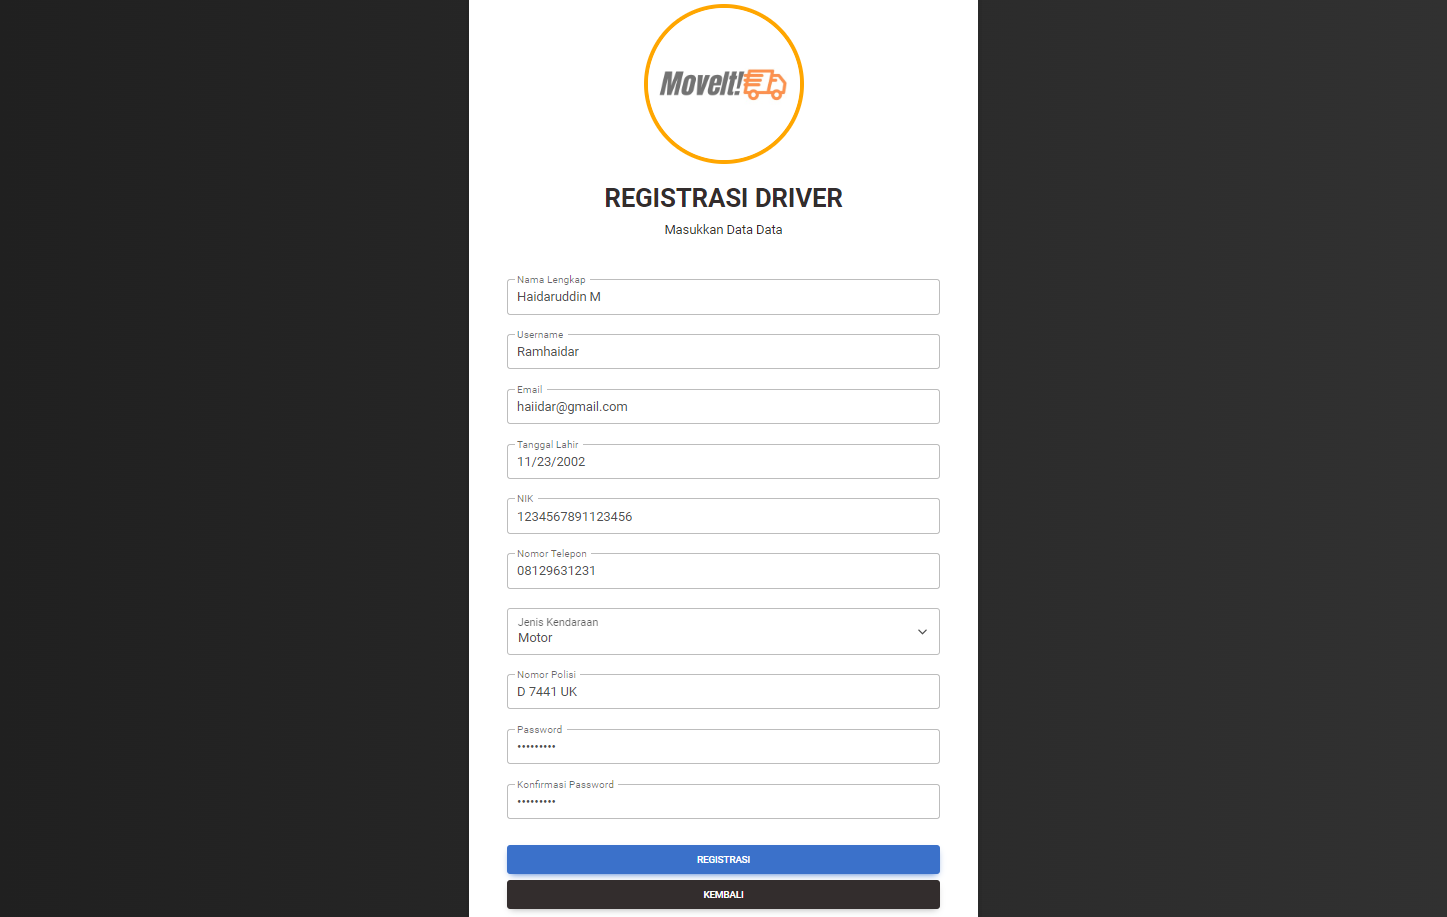 MoveIt!
REGISTRASI DRIVER
Masukkan Data Data
Nama Lengkap
Haidaruddin M
Username
Ramhaidar
Email
haiidar@gmail.com
Tanggal Lahir
11/23/2002
NIK
1234567891123456
Nomor Telepon
08129631231
Jenis Kendaraan
Motor
Nomor Polisi
D 7441 UK
Password
•••••••••
Konfirmasi Password
•••••••••
REGISTRASI
KEMBALI